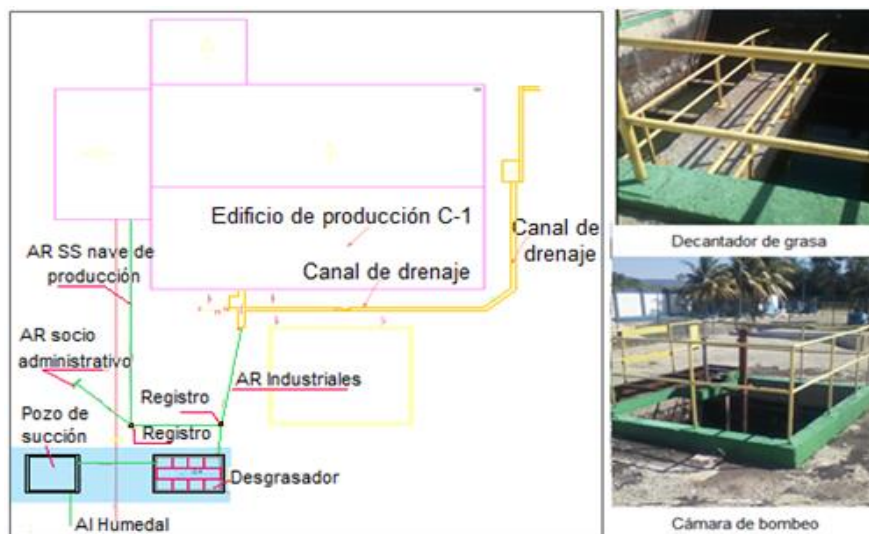 Edificio de producción C-1
Canal de
drenaje
Canal de drenaje
AR SS nave de
producción
AR socio
administrativo
AR Industriales
Registro
Registro
Pozo de
succión
Desgrasador
Al Humedal
Decantador de grasa
Cámara de bombeo